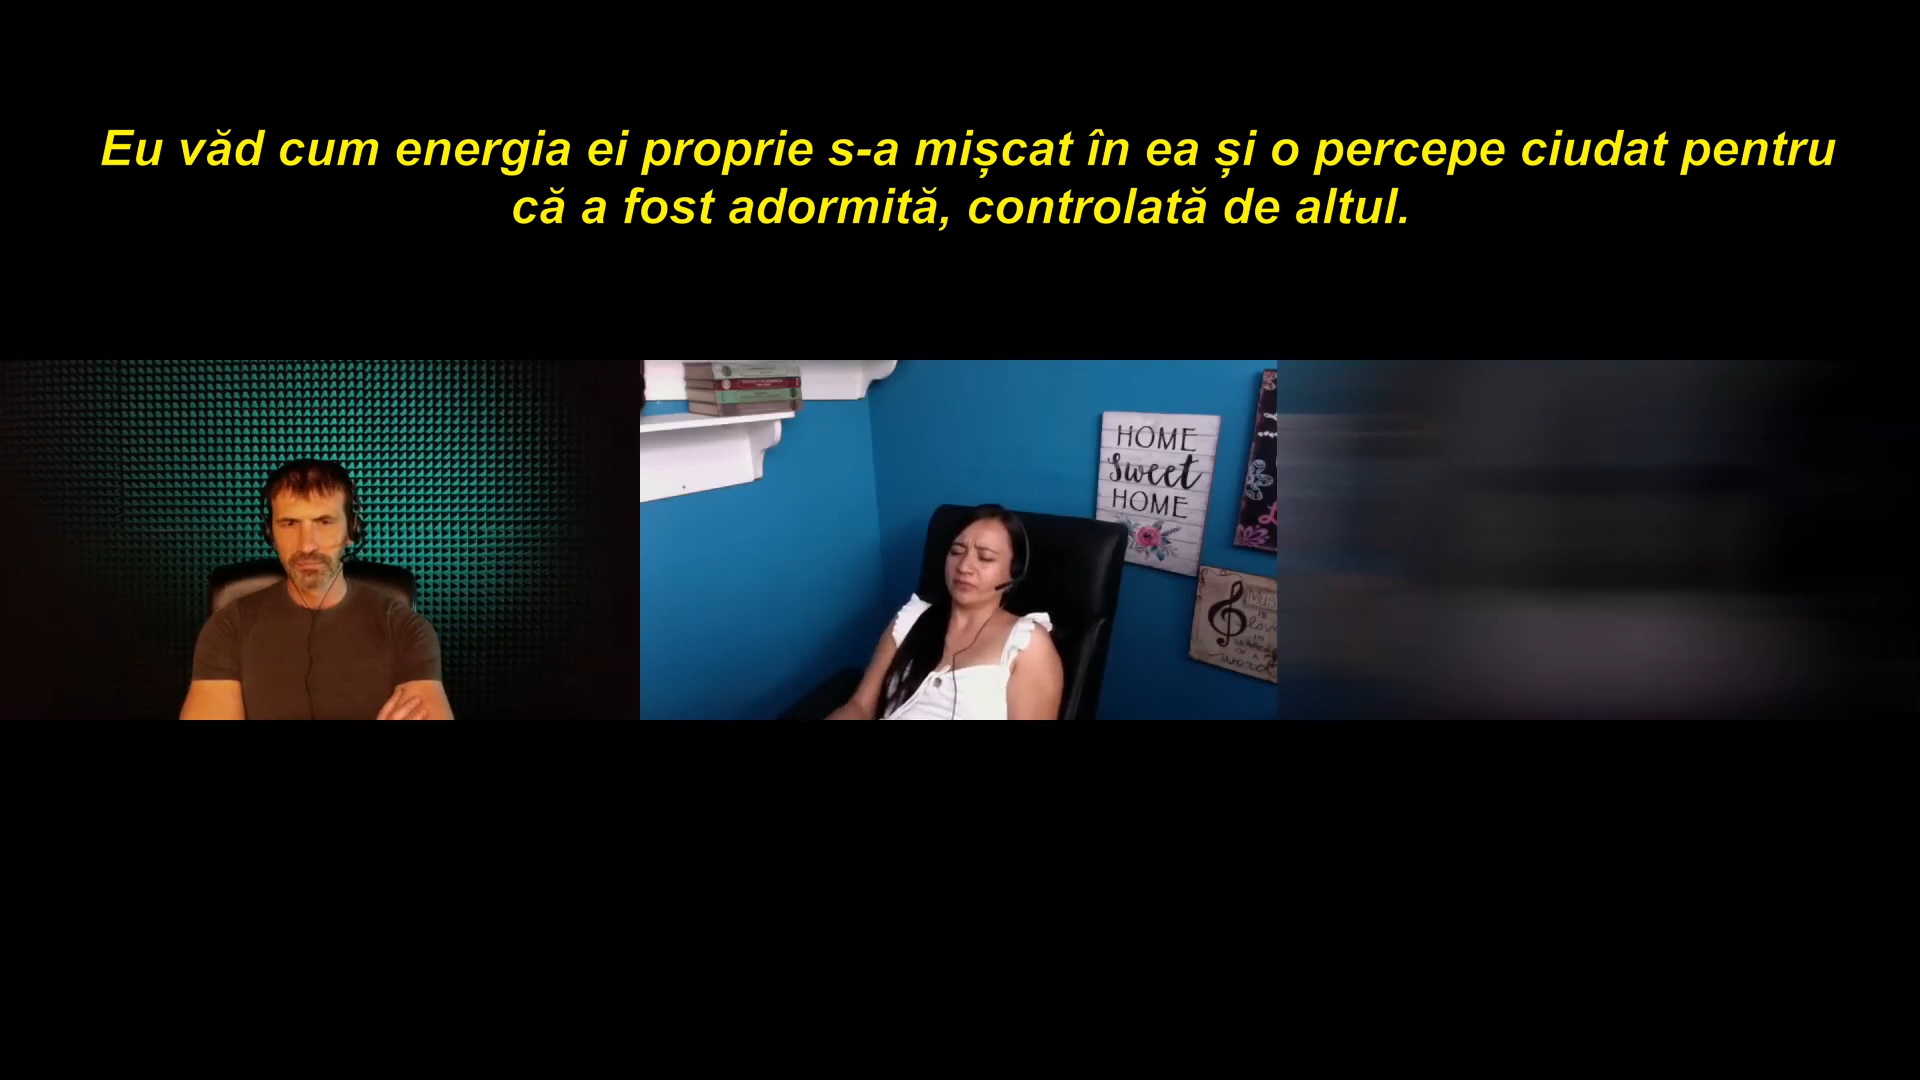 Eu văd cum energia ei proprie s-a mișcat în ea și o percepe ciudat pentru
că a fost adormită, controlată de altul.
HOME
Sweet
HOME